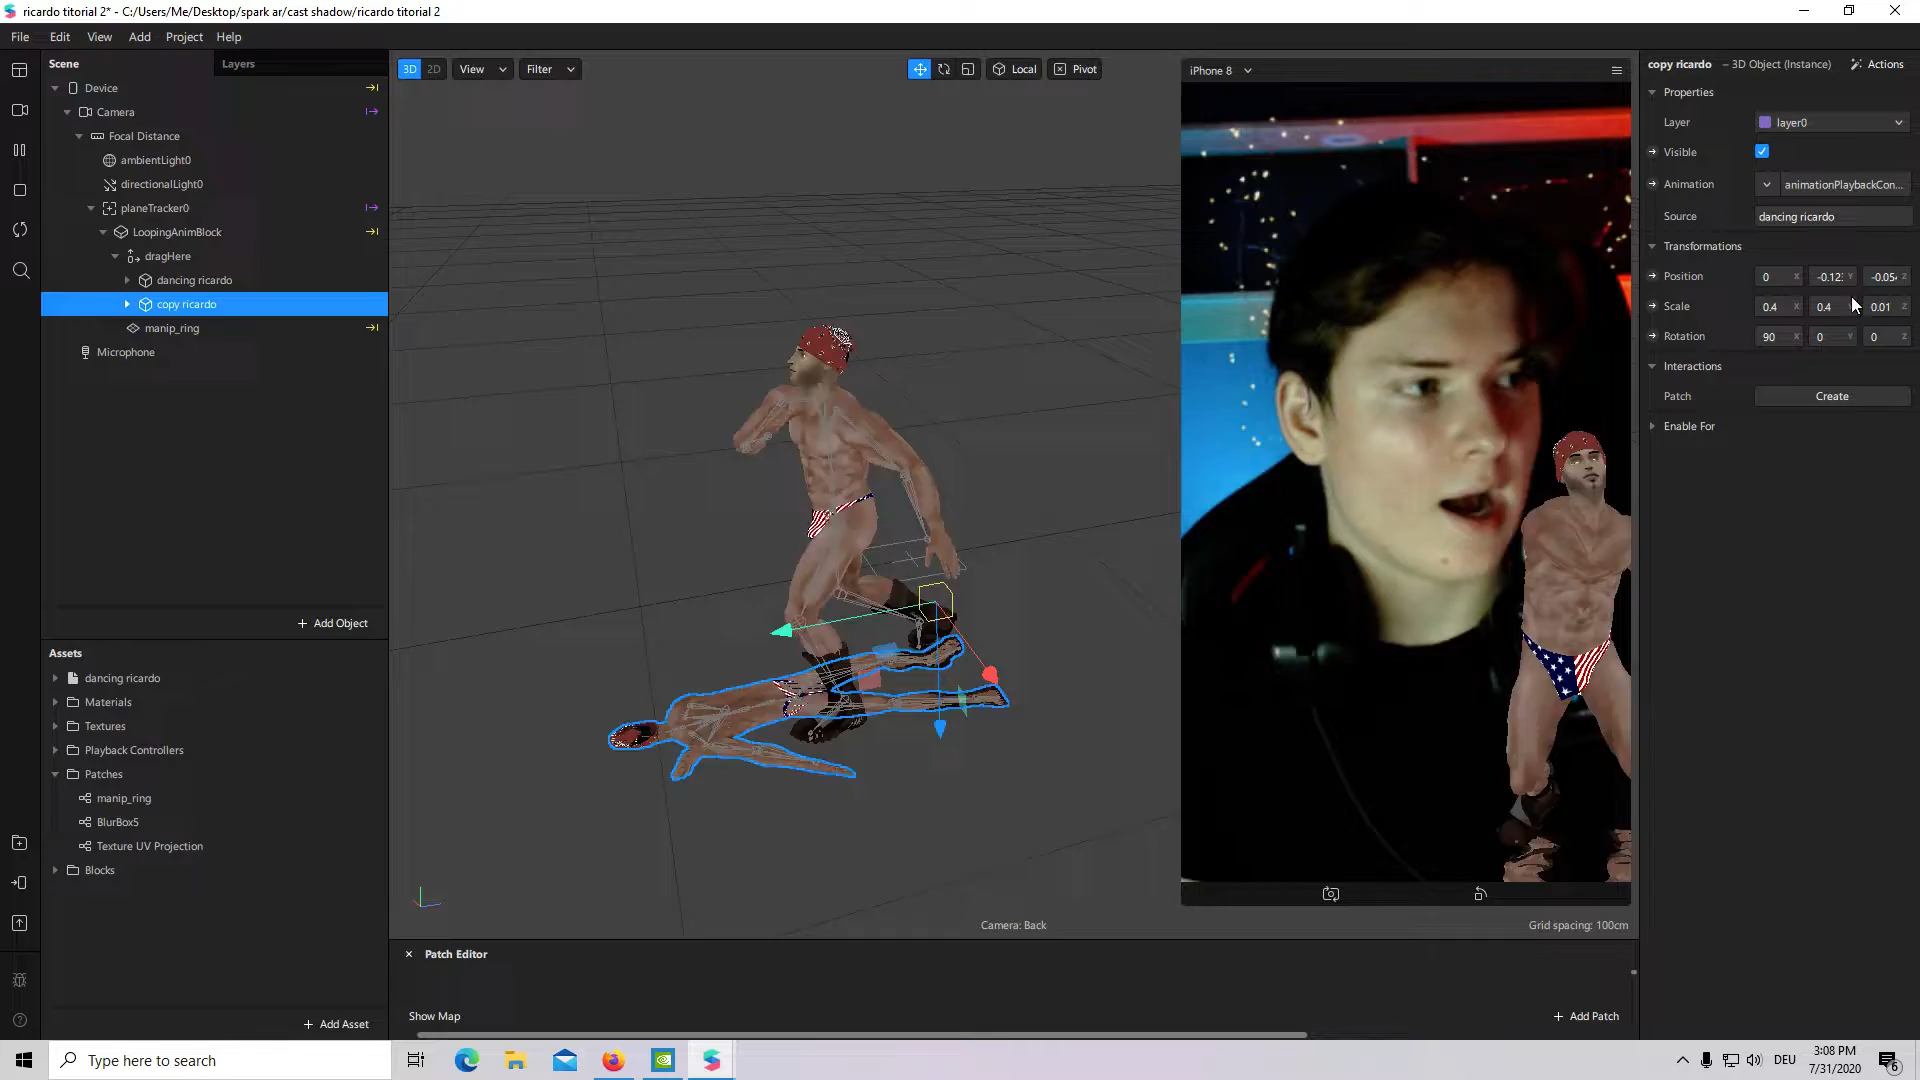 ricardo titorial 2* - C:/Users/Me/Desktop/spark ar/cast shadow/ricardo titorial 2
File Edit View Add Project Help
Scene Layers
Device
Camera
Focal Distance
ambientLight0
directionalLight0
planeTracker0
LoopingAnimBlock
dragHere
dancing ricardo
copy ricardo
manip_ring
Microphone
+ Add Object
Assets
dancing ricardo
Materials
Textures
Playback Controllers
Patches
manip_ring
BlurBox5
Texture UV Projection
Blocks
+ Add Asset
3D 2D View Filter Local Pivot
iPhone 8
Camera: Back Grid spacing: 100cm
Patch Editor
Show Map + Add Patch
copy ricardo – 3D Object (Instance) Actions
Properties
Layer layer0
Visible
Animation animationPlaybackCon...
Source dancing ricardo
Transformations
Position 0 X -0.12 Y -0.05 Z
Scale 0.4 X 0.4 0.01 Z
Rotation 90 X 0 Y 0 Z
Interactions
Patch Create
Enable For
Type here to search
DEU 3:08 PM
7/31/2020 6